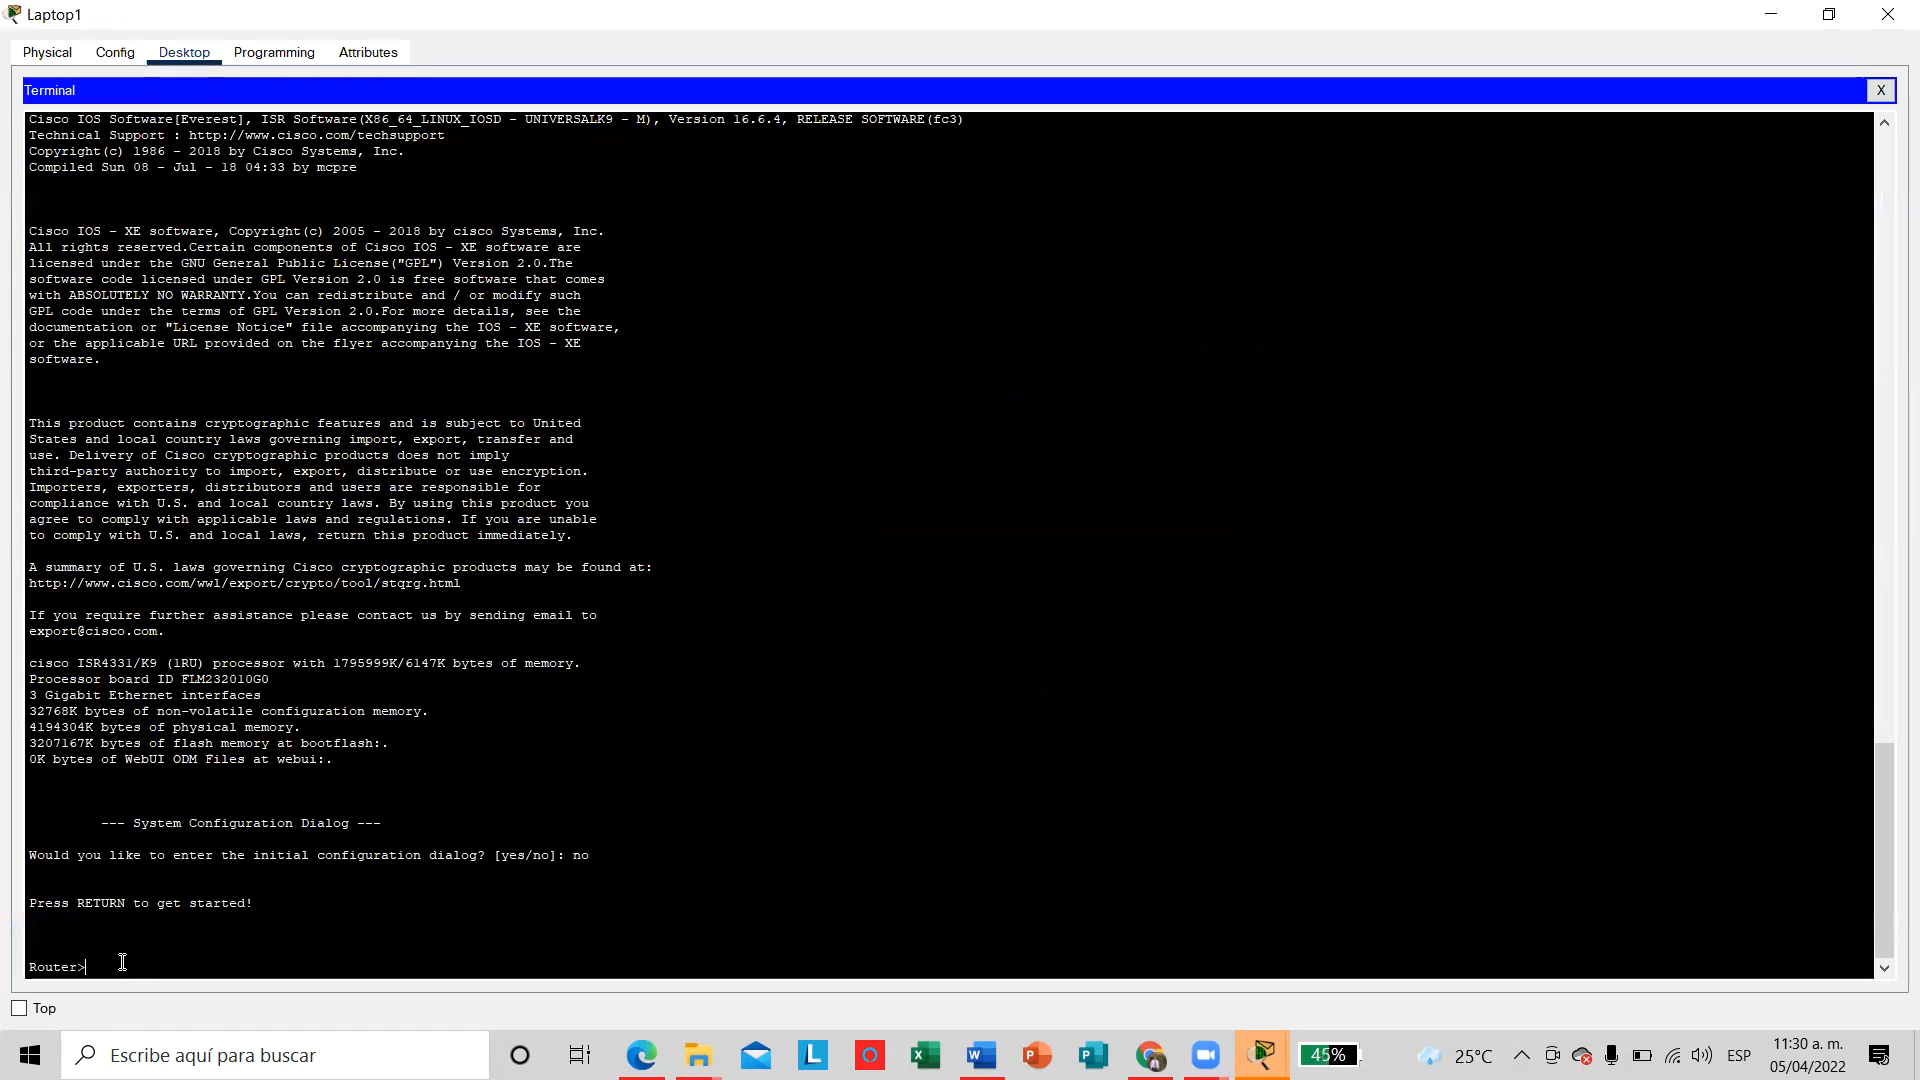 Laptop1
Physical Config Desktop Programming Attributes
Terminal X
Cisco IOS Software[Everest], ISR Software(X86_64_LINUX_IOSD - UNIVERSALK9 - M), Version 16.6.4, RELEASE SOFTWARE(fc3)
Technical Support : http://www.cisco.com/techsupport
Copyright(c) 1986 - 2018 by Cisco Systems, Inc.
Compiled Sun 08 - Jul - 18 04:33 by mcpre
Cisco IOS - XE software, Copyright(c) 2005 - 2018 by cisco Systems, Inc.
All rights reserved.Certain components of Cisco IOS - XE software are
licensed under the GNU General Public License("GPL") Version 2.0.The
software code licensed under GPL Version 2.0 is free software that comes
with ABSOLUTELY NO WARRANTY.You can redistribute and / or modify such
GPL code under the terms of GPL Version 2.0.For more details, see the
documentation or "License Notice" file accompanying the IOS - XE software,
or the applicable URL provided on the flyer accompanying the IOS - XE
software.
This product contains cryptographic features and is subject to United
States and local country laws governing import, export, transfer and
use. Delivery of Cisco cryptographic products does not imply
third-party authority to import, export, distribute or use encryption.
Importers, exporters, distributors and users are responsible for
compliance with U.S. and local country laws. By using this product you
agree to comply with applicable laws and regulations. If you are unable
to comply with U.S. and local laws, return this product immediately.
A summary of U.S. laws governing Cisco cryptographic products may be found at:
http://www.cisco.com/wwl/export/crypto/tool/stqrg.html
If you require further assistance please contact us by sending email to
export@cisco.com.
cisco ISR4331/K9 (1RU) processor with 1795999K/6147K bytes of memory.
Processor board ID FLM232010G0
3 Gigabit Ethernet interfaces
32768K bytes of non-volatile configuration memory.
4194304K bytes of physical memory.
3207167K bytes of flash memory at bootflash:.
0K bytes of WebUI ODM Files at webui:.
--- System Configuration Dialog ---
Would you like to enter the initial configuration dialog? [yes/no]: no
Press RETURN to get started!
Router>
Top
Escribe aquí para buscar
45%
25°C
ESP
11:30 a. m.
05/04/2022